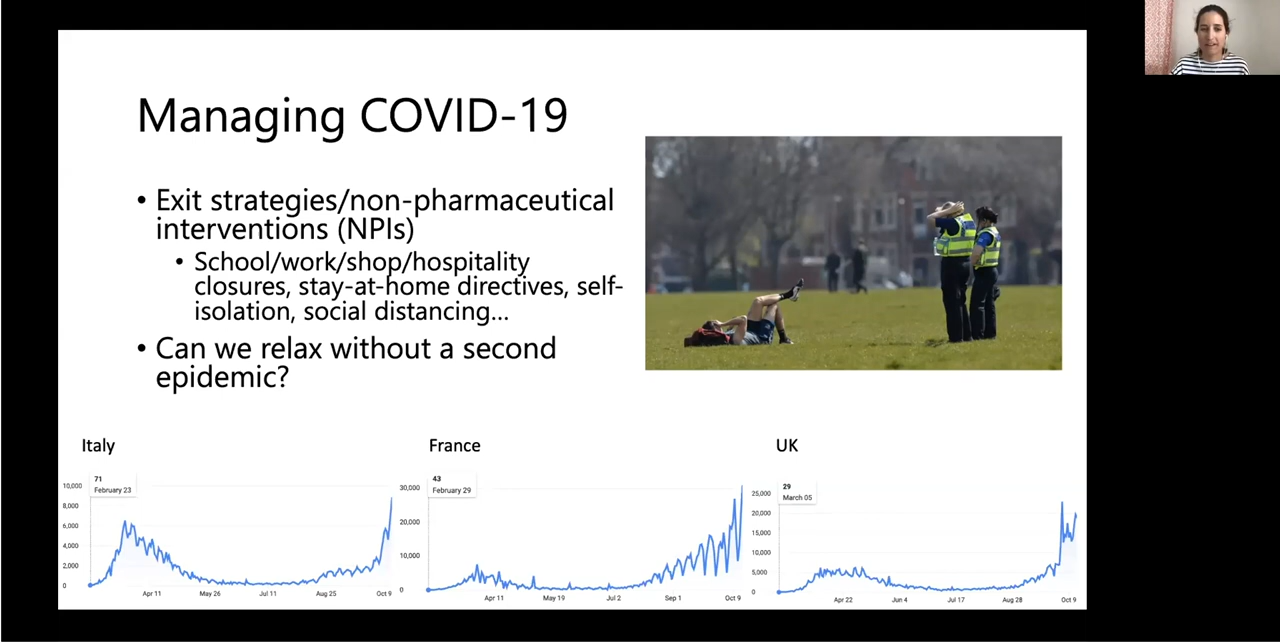 Managing COVID-19
• Exit strategies/non-pharmaceutical
interventions (NPIs)
• School/work/shop/hospitality
closures, stay-at-home directives, self-
isolation, social distancing...
• Can we relax without a second
epidemic?
Italy
71
February 23
10,000
8,000
6,000
4,000
2,000
0
Apr 11
May 26
Jul 11
Aug 25
Oct 9
France
43
February 29
30,000
20,000
10,000
0
Apr 11
May 19
Jul 2
Sep 1
Oct 9
UK
29
March 05
25,000
20,000
15,000
10,000
5,000
0
Apr 22
Jun 4
Jul 17
Aug 28
Oct 9